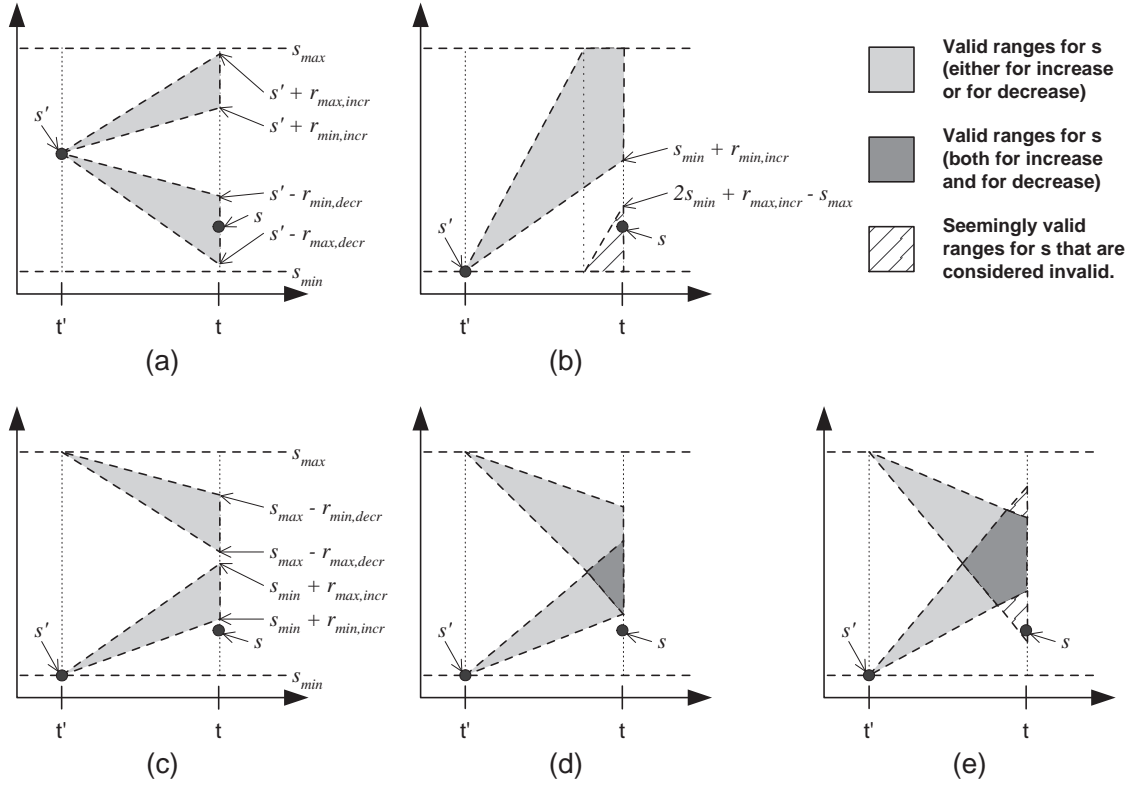 s_max
s' + r_max,incr
s' + r_min,incr
s'
s' - r_min,decr
s
s' - r_max,decr
s_min
t'
t
(a)
s_min + r_min,incr
2s_min + r_max,incr - s_max
s'
s
t'
t
(b)
Valid ranges for s
(either for increase
or for decrease)
Valid ranges for s
(both for increase
and for decrease)
Seemingly valid
ranges for s that are
considered invalid.
s_max
s_max - r_min,decr
s_max - r_max,decr
s_min + r_max,incr
s_min + r_min,incr
s'
s
s_min
t'
t
(c)
s'
s
t'
t
(d)
s'
s
t'
t
(e)